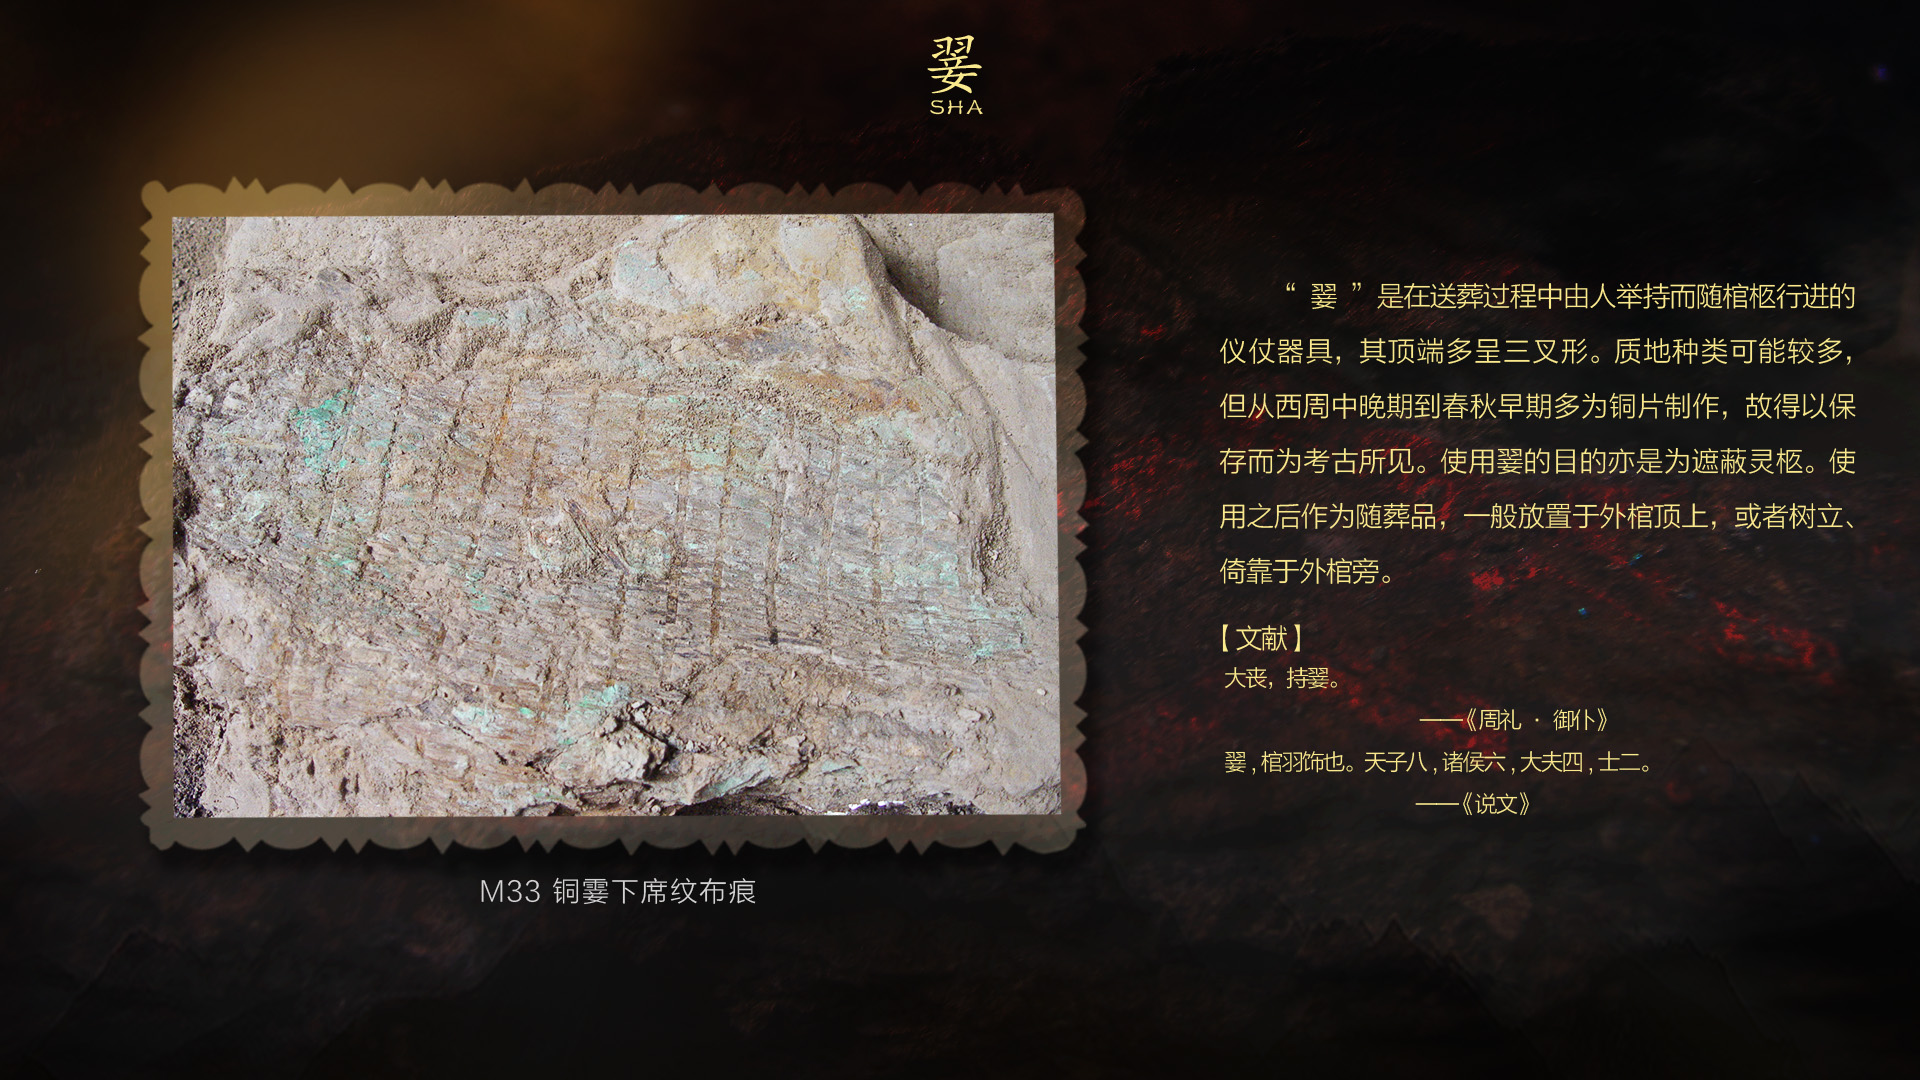 翣
SHA
“ 翣 ”是在送葬过程中由人举持而随棺柩行进的
仪仗器具，其顶端多呈三叉形。质地种类可能较多，
但从西周中晚期到春秋早期多为铜片制作，故得以保
存而为考古所见。使用翣的目的亦是为遮蔽灵柩。使
用之后作为随葬品，一般放置于外棺顶上，或者树立、
倚靠于外棺旁。
【文献】
大丧，持翣。
——《周礼 · 御仆》
翣，棺羽饰也。天子八，诸侯六，大夫四，士二。
——《说文》
M33 铜霎下席纹布痕